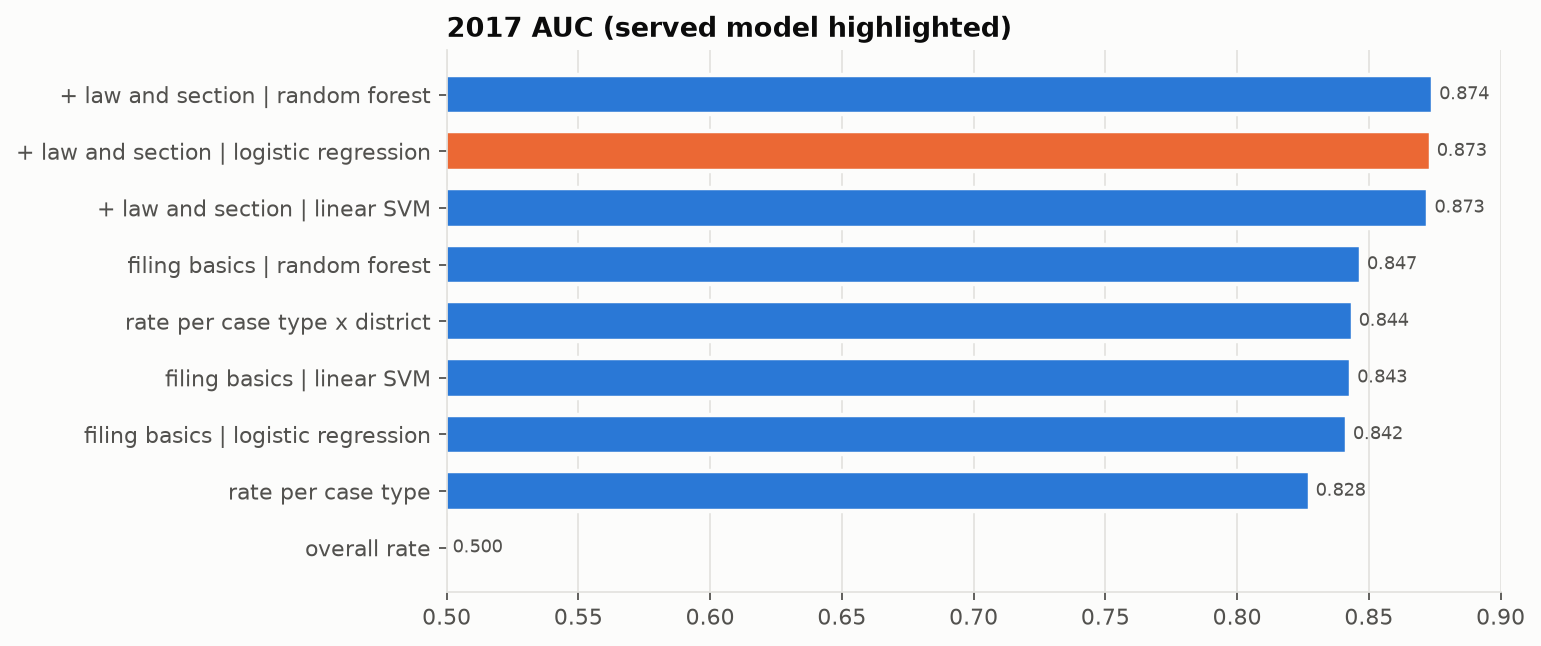 2017 AUC (served model highlighted)
+ law and section | random forest 0.874
+ law and section | logistic regression 0.873
+ law and section | linear SVM 0.873
filing basics | random forest 0.847
rate per case type x district 0.844
filing basics | linear SVM 0.843
filing basics | logistic regression 0.842
rate per case type 0.828
overall rate 0.500
0.50 0.55 0.60 0.65 0.70 0.75 0.80 0.85 0.90